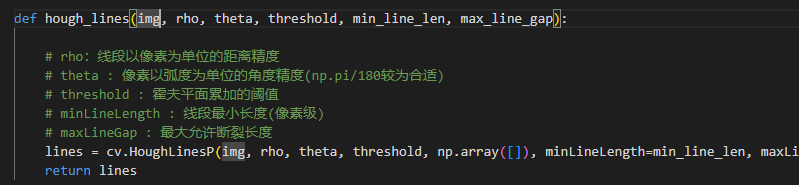 def hough_lines(img, rho, theta, threshold, min_line_len, max_line_gap):
# rho: 线段以像素为单位的距离精度
# theta : 像素以弧度为单位的角度精度(np.pi/180较为合适)
# threshold : 霍夫平面累加的阈值
# minLineLength : 线段最小长度(像素级)
# maxLineGap : 最大允许断裂长度
lines = cv.HoughLinesP(img, rho, theta, threshold, np.array([]), minLineLength=min_line_len, maxLi
return lines